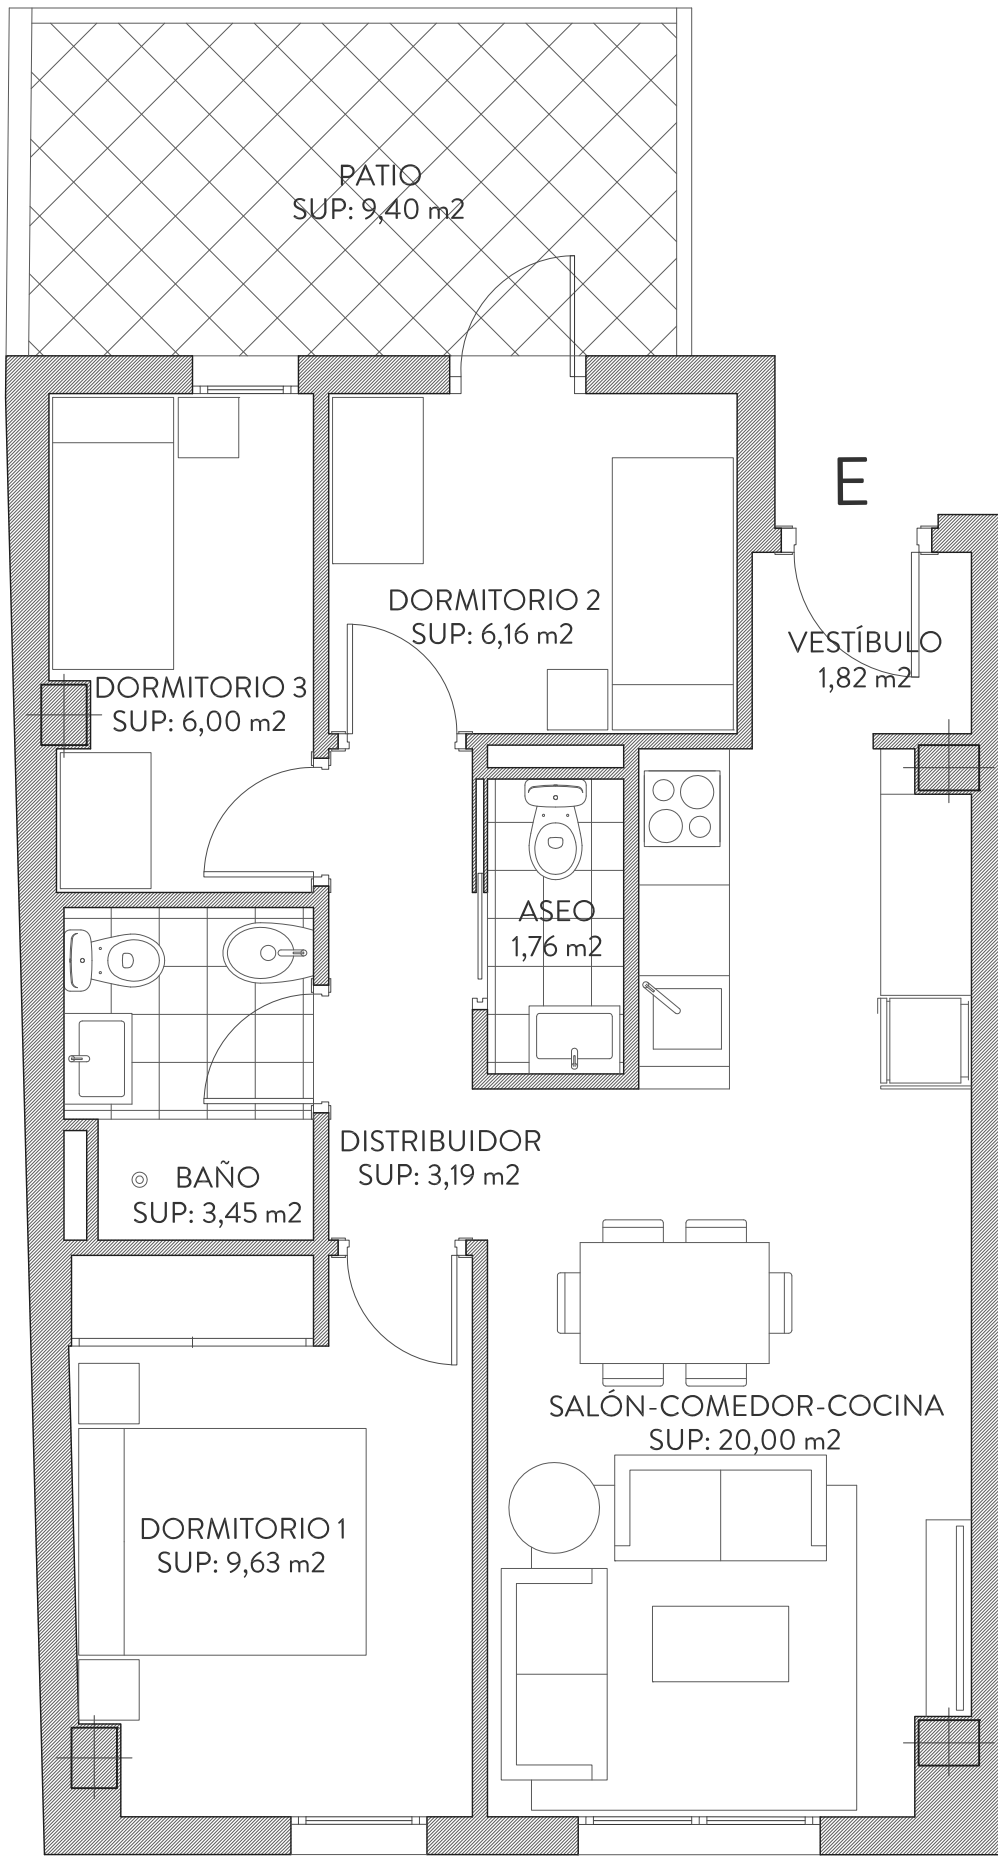 PATIO
SUP: 9,40 m2
E
DORMITORIO 2
SUP: 6,16 m2
VESTÍBULO
1,82 m2
DORMITORIO 3
SUP: 6,00 m2
ASEO
1,76 m2
DISTRIBUIDOR
SUP: 3,19 m2
BAÑO
SUP: 3,45 m2
SALÓN-COMEDOR-COCINA
SUP: 20,00 m2
DORMITORIO 1
SUP: 9,63 m2